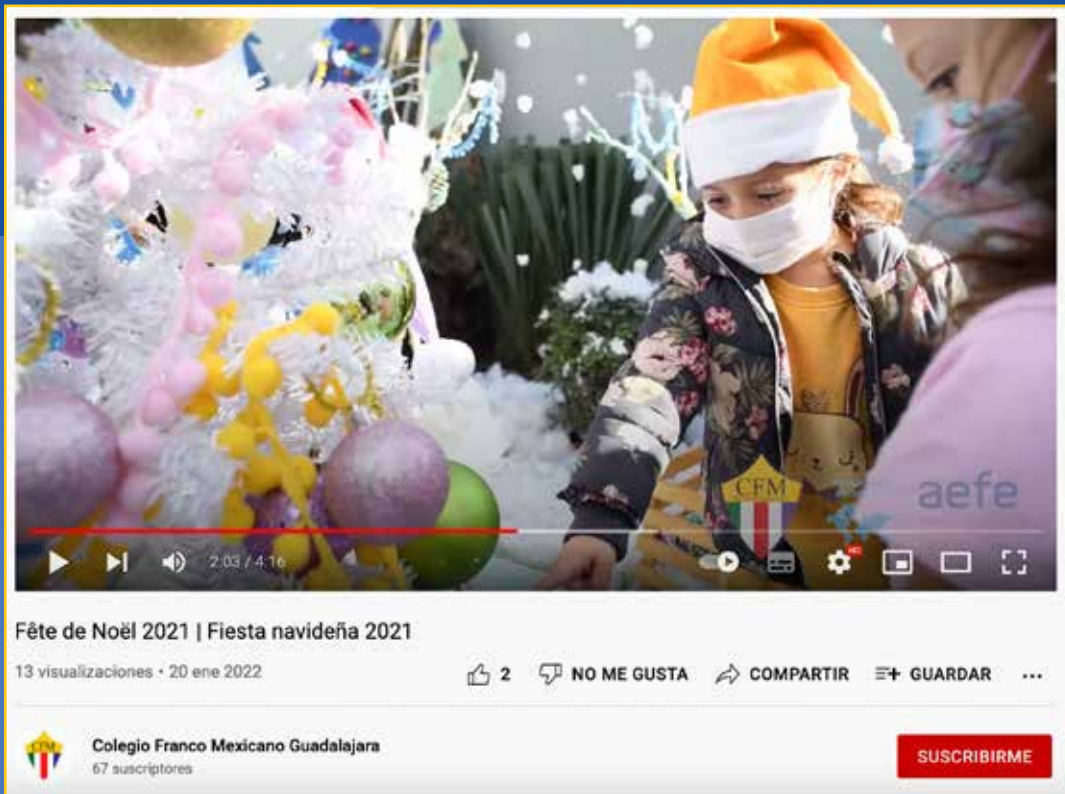 CFM
aefe
2:03 / 4:16
HD
Fête de Noël 2021 | Fiesta navideña 2021
13 visualizaciones • 20 ene 2022
2 NO ME GUSTA COMPARTIR GUARDAR ...
CFM
Colegio Franco Mexicano Guadalajara
67 suscriptores
SUSCRIBIRME